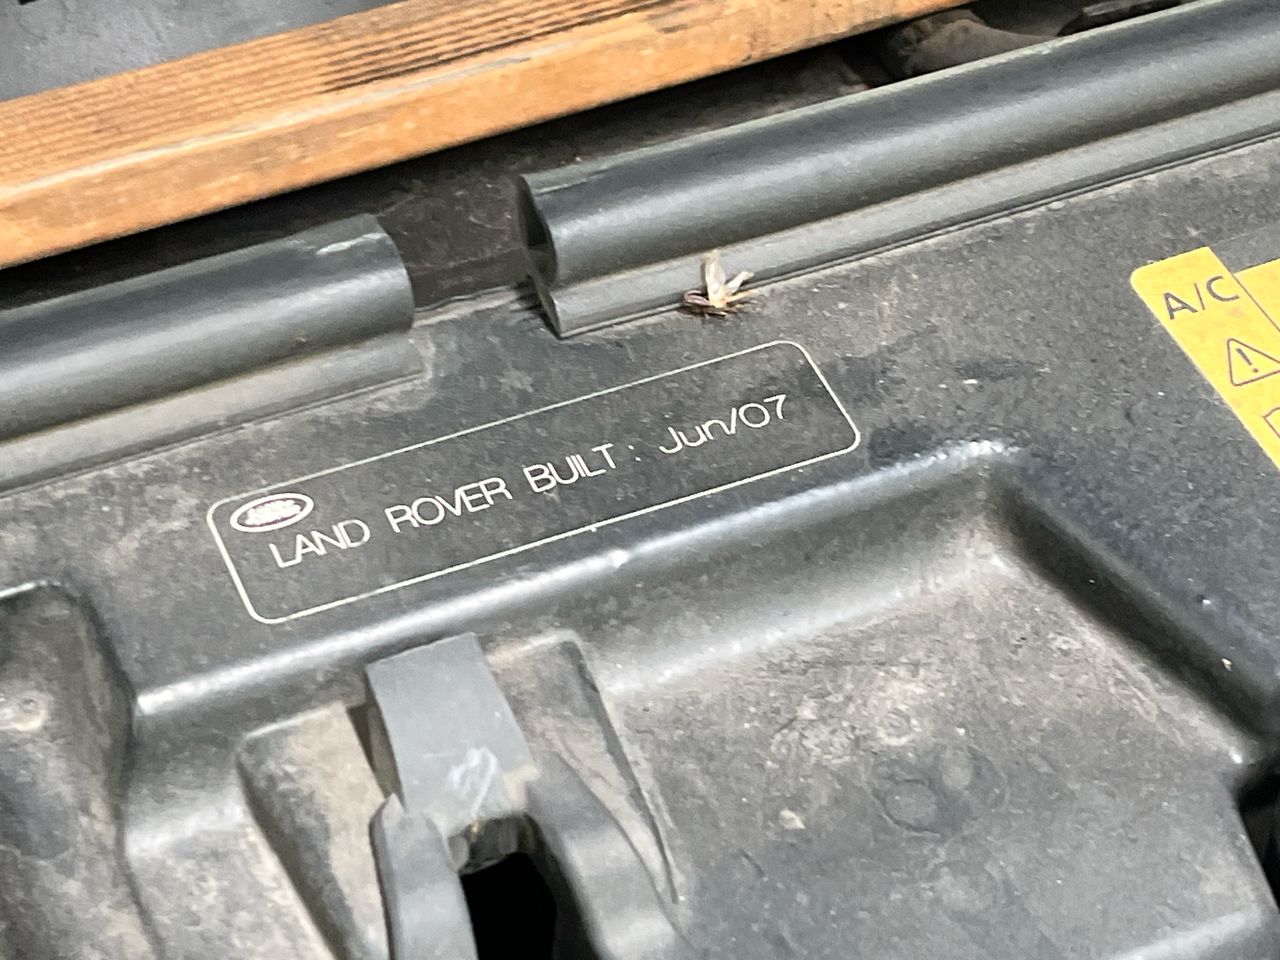 LAND ROVER BUILT: Jun/07
A/C